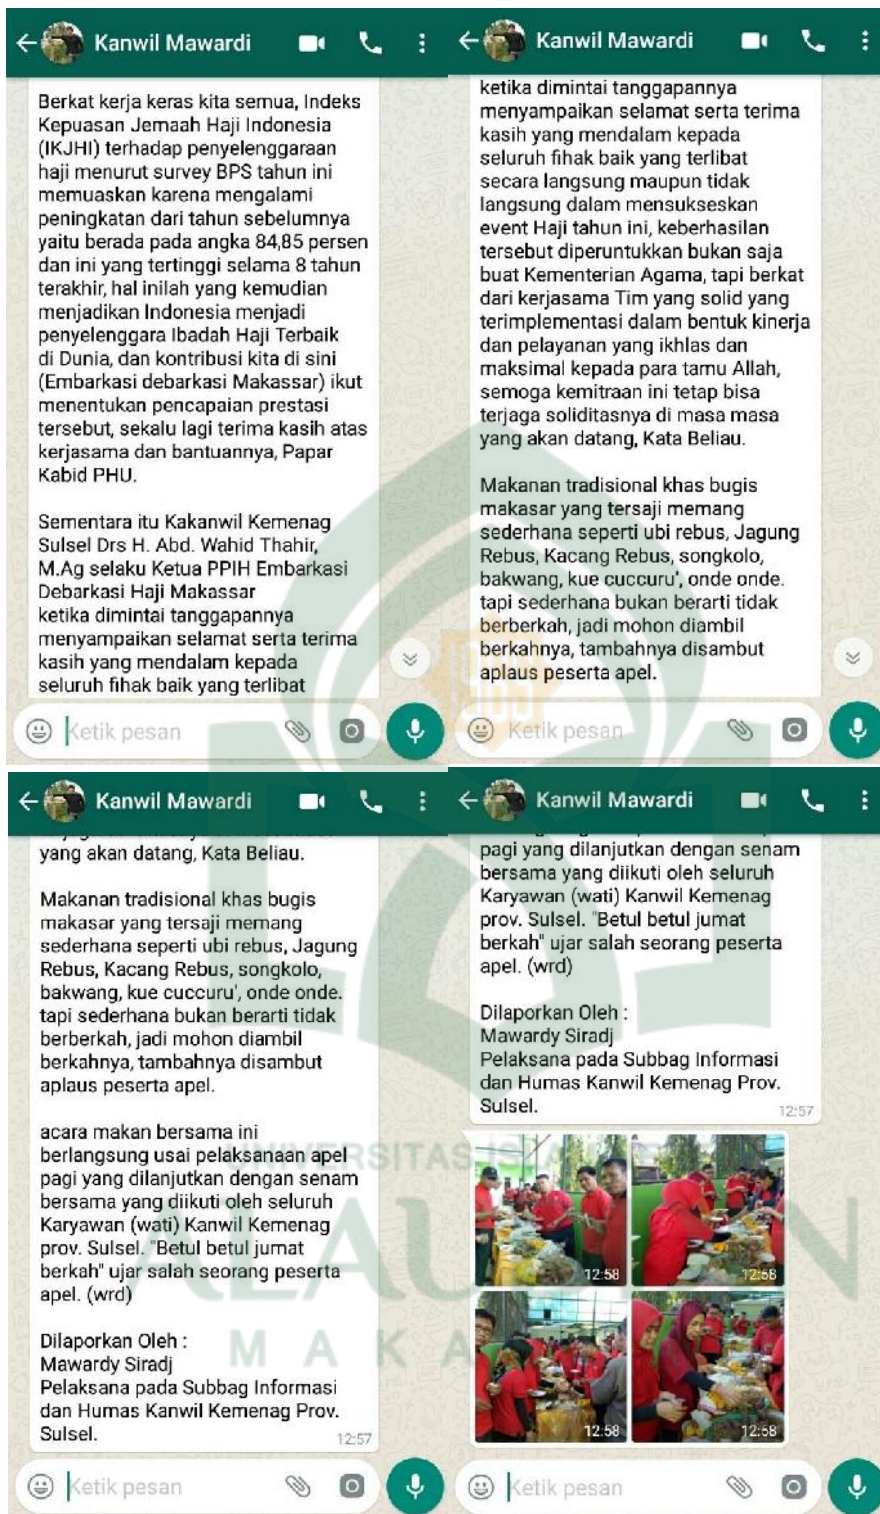 Kanwil Mawardi
Berkat kerja keras kita semua, Indeks
Kepuasan Jemaah Haji Indonesia
(IKJHI) terhadap penyelenggaraan
haji menurut survey BPS tahun ini
memuaskan karena mengalami
peningkatan dari tahun sebelumnya
yaitu berada pada angka 84,85 persen
dan ini yang tertinggi selama 8 tahun
terakhir, hal inilah yang kemudian
menjadikan Indonesia menjadi
penyelenggara Ibadah Haji Terbaik
di Dunia, dan kontribusi kita di sini
(Embarkasi debarkasi Makassar) ikut
menentukan pencapaian prestasi
tersebut, sekalu lagi terima kasih atas
kerjasama dan bantuannya, Papar
Kabid PHU.
Sementara itu Kakanwil Kemenag
Sulsel Drs H. Abd. Wahid Thahir,
M.Ag selaku Ketua PPIH Embarkasi
Debarkasi Haji Makassar
ketika dimintai tanggapannya
menyampaikan selamat serta terima
kasih yang mendalam kepada
seluruh fihak baik yang terlibat
Ketik pesan
Kanwil Mawardi
ketika dimintai tanggapannya
menyampaikan selamat serta terima
kasih yang mendalam kepada
seluruh fihak baik yang terlibat
secara langsung maupun tidak
langsung dalam mensukseskan
event Haji tahun ini, keberhasilan
tersebut diperuntukkan bukan saja
buat Kementerian Agama, tapi berkat
dari kerjasama Tim yang solid yang
terimplementasi dalam bentuk kinerja
dan pelayanan yang ikhlas dan
maksimal kepada para tamu Allah,
semoga kemitraan ini tetap bisa
terjaga soliditasnya di masa masa
yang akan datang, Kata Beliau.
Makanan tradisional khas bugis
makasar yang tersaji memang
sederhana seperti ubi rebus, Jagung
Rebus, Kacang Rebus, songkolo,
bakwang, kue cuccuru', onde onde.
tapi sederhana bukan berarti tidak
berberkah, jadi mohon diambil
berkahnya, tambahnya disambut
aplaus peserta apel.
1965
Ketik pesan
Kanwil Mawardi
yang akan datang, Kata Beliau.
Makanan tradisional khas bugis
makasar yang tersaji memang
sederhana seperti ubi rebus, Jagung
Rebus, Kacang Rebus, songkolo,
bakwang, kue cuccuru', onde onde.
tapi sederhana bukan berarti tidak
berberkah, jadi mohon diambil
berkahnya, tambahnya disambut
aplaus peserta apel.
acara makan bersama ini
berlangsung usai pelaksanaan apel
pagi yang dilanjutkan dengan senam
bersama yang diikuti oleh seluruh
Karyawan (wati) Kanwil Kemenag
prov. Sulsel. "Betul betul jumat
berkah" ujar salah seorang peserta
apel. (wrd)
Dilaporkan Oleh :
Mawardy Siradj
Pelaksana pada Subbag Informasi
dan Humas Kanwil Kemenag Prov.
Sulsel.
12:57
Ketik pesan
Kanwil Mawardi
pagi yang dilanjutkan dengan senam
bersama yang diikuti oleh seluruh
Karyawan (wati) Kanwil Kemenag
prov. Sulsel. "Betul betul jumat
berkah" ujar salah seorang peserta
apel. (wrd)
Dilaporkan Oleh :
Mawardy Siradj
Pelaksana pada Subbag Informasi
dan Humas Kanwil Kemenag Prov.
Sulsel.
12:57
12:58
12:58
12:58
12:58
Ketik pesan
UNIVERSITAS